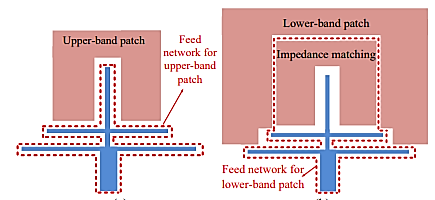 Upper-band patch
Feed network for
upper-band
patch
Lower-band patch
Impedance matching
Feed network for
lower-band patch